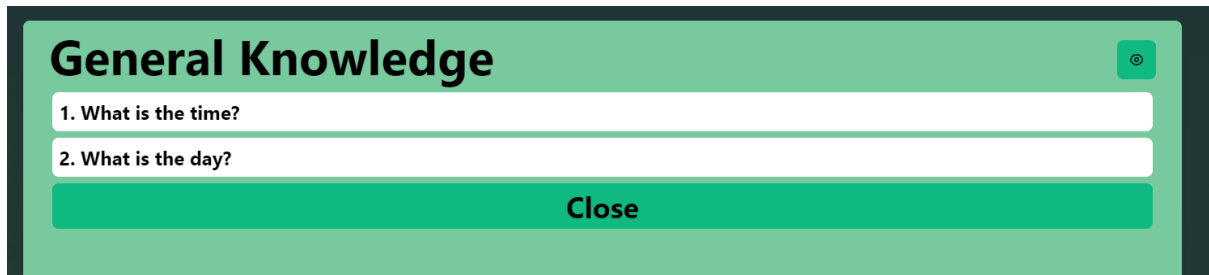 General Knowledge
1. What is the time?
2. What is the day?
Close